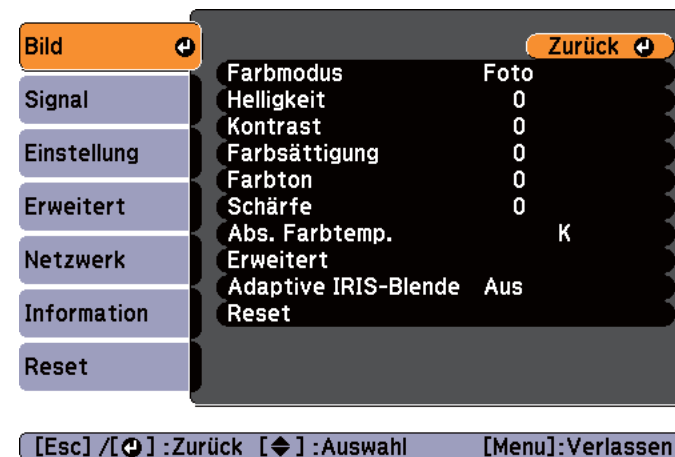 Bild
Signal
Einstellung
Erweitert
Netzwerk
Information
Reset
Zurück
Farbmodus Foto
Helligkeit 0
Kontrast 0
Farbsättigung 0
Farbton 0
Schärfe 0
Abs. Farbtemp. K
Erweitert
Adaptive IRIS-Blende Aus
Reset
[Esc] /[⏎] :Zurück [◆] :Auswahl [Menu]:Verlassen